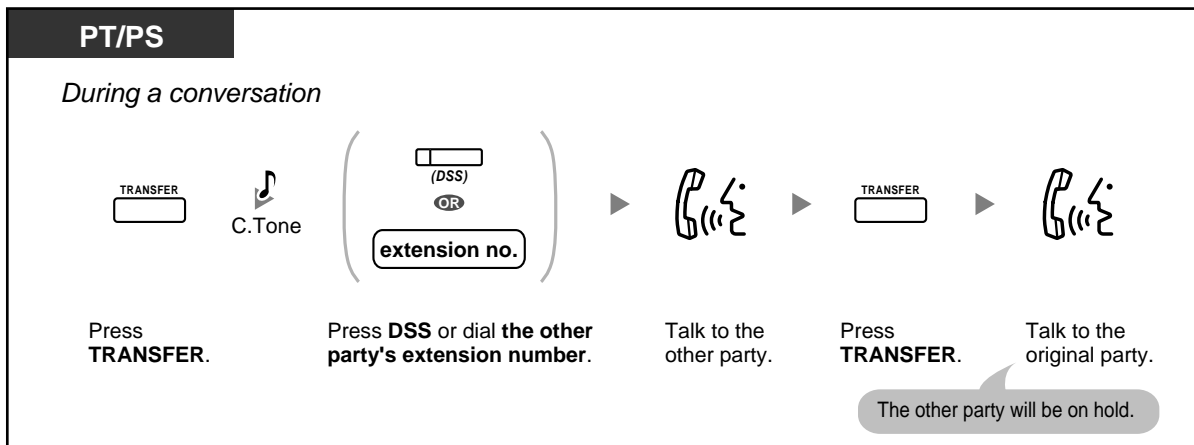 PT/PS
During a conversation
TRANSFER
C.Tone
(DSS)
OR
extension no.
TRANSFER
Press
TRANSFER.
Press DSS or dial the other
party's extension number.
Talk to the
other party.
Press
TRANSFER.
Talk to the
original party.
The other party will be on hold.